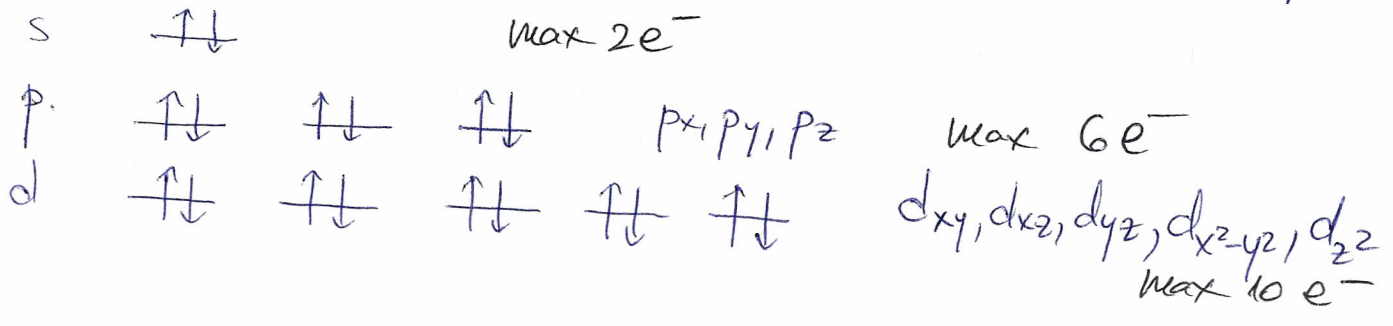 s ↑↓ max 2e⁻
p. ↑↓ ↑↓ ↑↓ px, py, pz max 6e⁻
d ↑↓ ↑↓ ↑↓ ↑↓ ↑↓ dxy, dxz, dyz, dx²-y², dz²
max 10 e⁻